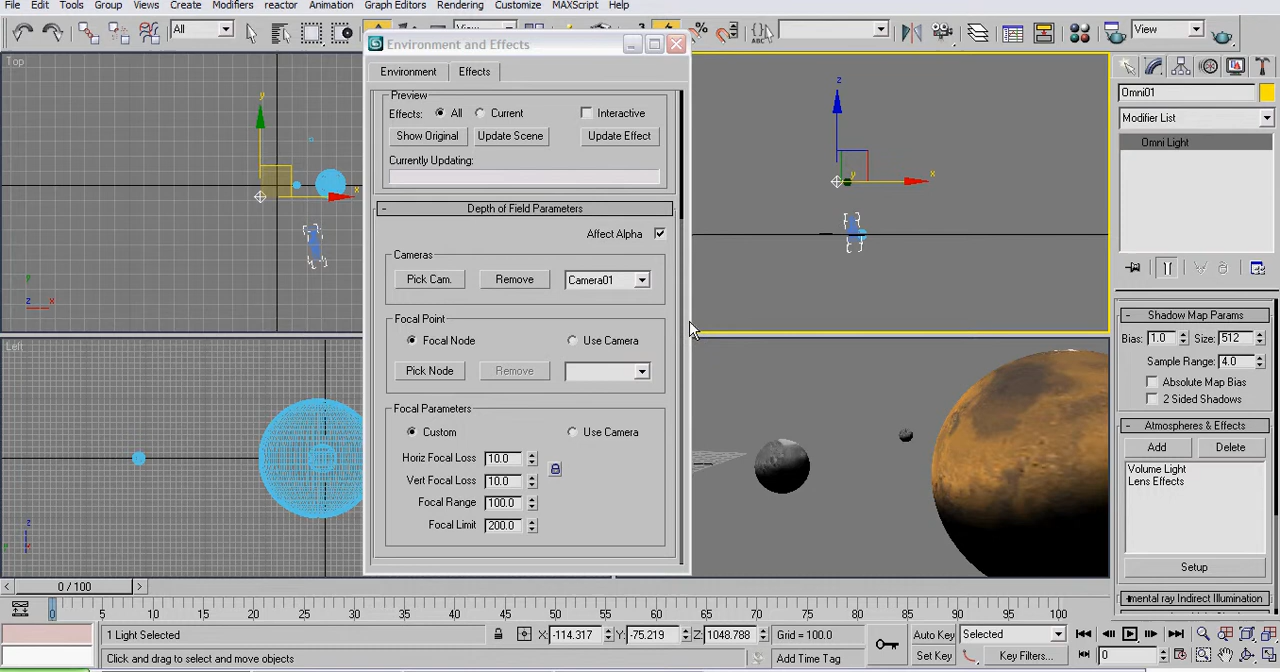 File Edit Tools Group Views Create Modifiers reactor Animation Graph Editors Rendering Customize MAXScript Help
All
View
View
Top
Left
Environment and Effects
Environment Effects
Preview
Effects: All Current Interactive
Show Original Update Scene Update Effect
Currently Updating:
- Depth of Field Parameters
Affect Alpha
Cameras
Pick Cam. Remove Camera01
Focal Point
Focal Node Use Camera
Pick Node Remove
Focal Parameters
Custom Use Camera
Horiz Focal Loss 10.0
Vert Focal Loss 10.0
Focal Range 100.0
Focal Limit 200.0
z
y
x
y
x
y
z x
z
Omni01
Modifier List
Omni Light
- Shadow Map Params
Bias: 1.0 Size: 512
Sample Range: 4.0
Absolute Map Bias
2 Sided Shadows
- Atmospheres & Effects
Add Delete
Volume Light
Lens Effects
Setup
+mental ray Indirect Illumination
< 0 / 100 >
0 5 10 15 20 25 30 35 40 45 50 55 60 65 70 75 80 85 90 95 100
1 Light Selected X: -114.317 Y: -75.219 Z: 1048.788 Grid = 100.0 Auto Key Selected
Click and drag to select and move objects Add Time Tag Set Key Key Filters... 0